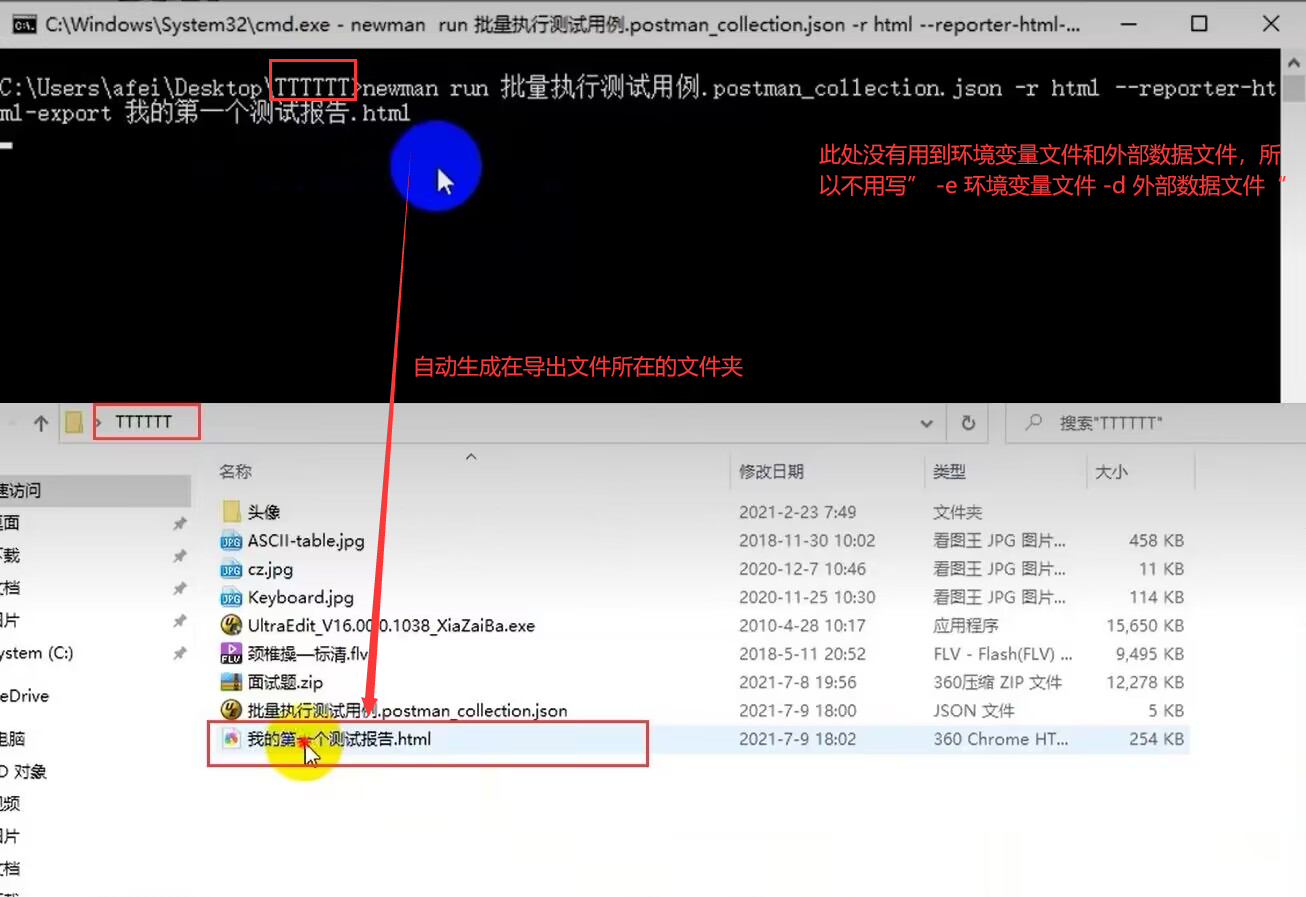 C:\Windows\System32\cmd.exe - newman  run 批量执行测试用例.postman_collection.json -r html --reporter-html-...
C:\Users\afei\Desktop\TTTTTT>newman run 批量执行测试用例.postman_collection.json -r html --reporter-ht
ml-export 我的第一个测试报告.html
此处没有用到环境变量文件和外部数据文件，所
以不用写” -e 环境变量文件 -d 外部数据文件 “
自动生成在导出文件所在的文件夹
TTTTTT
搜索"TTTTTT"
名称 修改日期 类型 大小
速访问
桌面
下载
文档
图片
ystem (C:)
eDrive
电脑
D 对象
视频
图片
文档
头像 2021-2-23 7:49 文件夹
ASCII-table.jpg 2018-11-30 10:02 看图王 JPG 图片... 458 KB
cz.jpg 2020-12-7 10:46 看图王 JPG 图片... 11 KB
Keyboard.jpg 2020-11-25 10:30 看图王 JPG 图片... 114 KB
UltraEdit_V16.00.0.1038_XiaZaiBa.exe 2010-4-28 10:17 应用程序 15,650 KB
颈椎操—标清.flv 2018-5-11 20:52 FLV - Flash(FLV) ... 9,495 KB
面试题.zip 2021-7-8 19:56 360压缩 ZIP 文件 12,278 KB
批量执行测试用例.postman_collection.json 2021-7-9 18:00 JSON 文件 5 KB
我的第一个测试报告.html 2021-7-9 18:02 360 Chrome HT... 254 KB